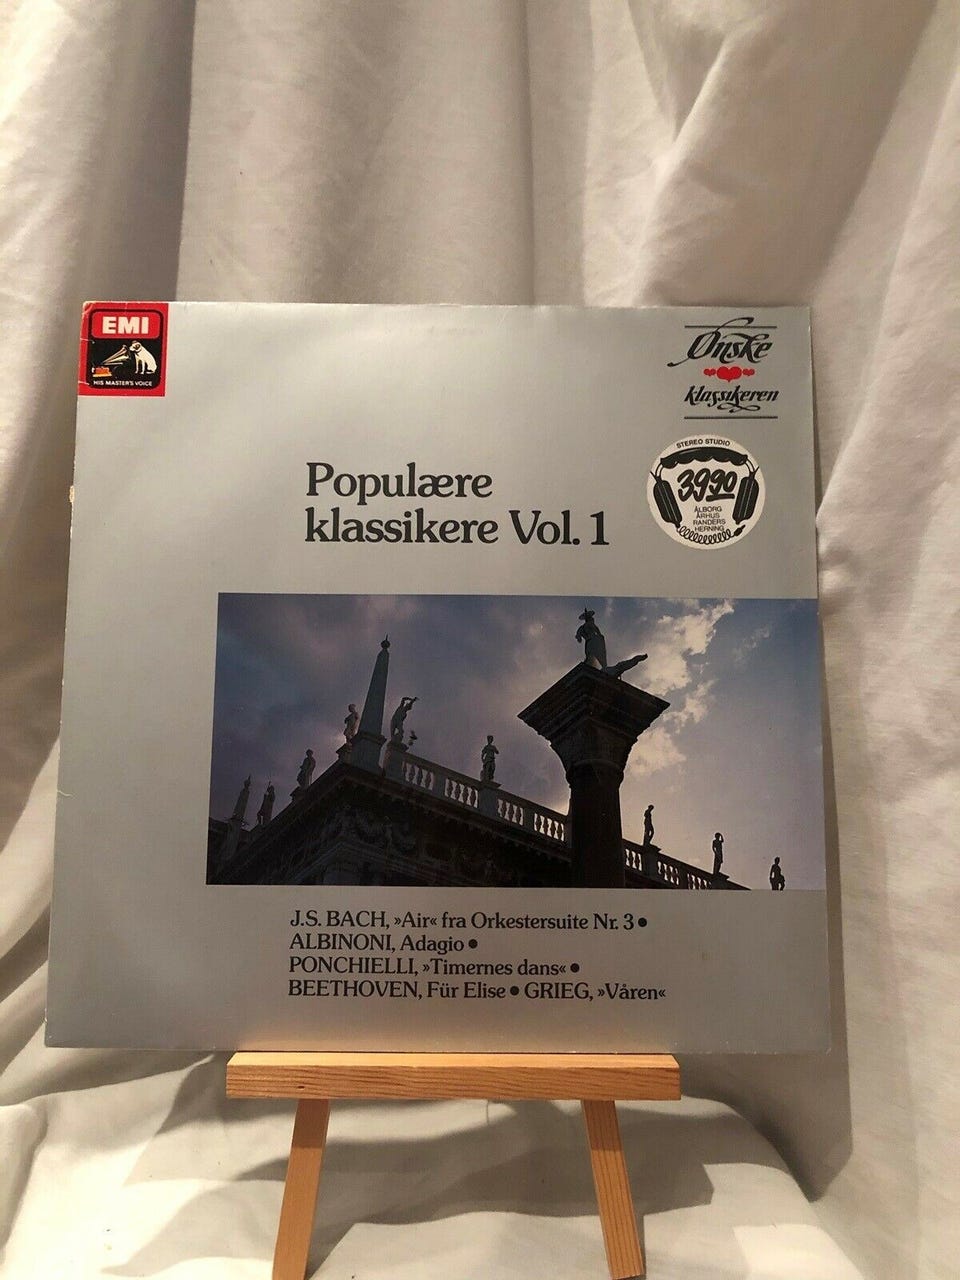 EMI
HIS MASTER'S VOICE
Ønske
klassikeren
STEREO STUDIO
39 90
ÅLBORG
ÅRHUS
RANDERS
HERNING
Populære
klassikere Vol. 1
J.S. BACH, »Air« fra Orkestersuite Nr. 3 •
ALBINONI, Adagio •
PONCHIELLI, »Timernes dans« •
BEETHOVEN, Für Elise • GRIEG, »Våren«